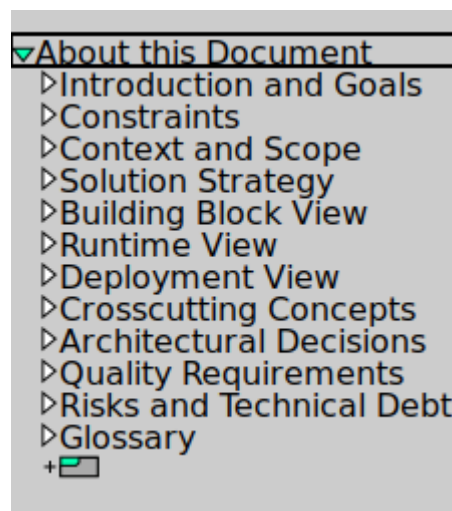 About this Document
Introduction and Goals
Constraints
Context and Scope
Solution Strategy
Building Block View
Runtime View
Deployment View
Crosscutting Concepts
Architectural Decisions
Quality Requirements
Risks and Technical Debt
Glossary
+